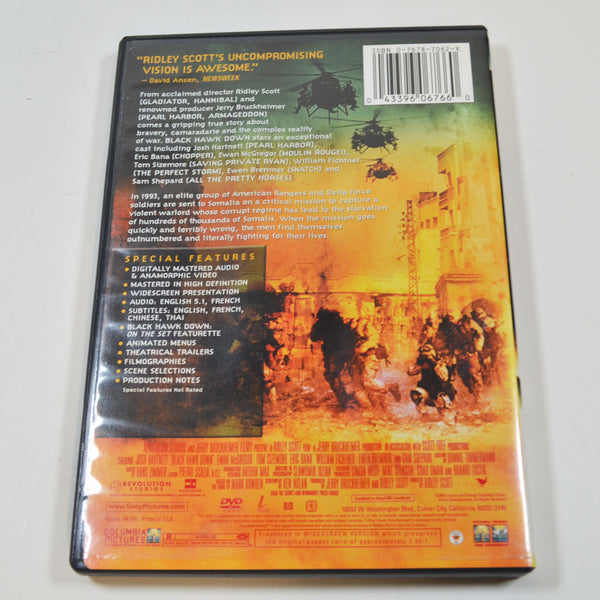 "RIDLEY SCOTT'S UNCOMPROMISING
VISION IS AWESOME."
– David Ansen, NEWSWEEK
From acclaimed director Ridley Scott
(GLADIATOR, HANNIBAL) and
renowned producer Jerry Bruckheimer
(PEARL HARBOR, ARMAGEDDON)
comes a gripping true story about
bravery, camaraderie and the complex reality
of war. BLACK HAWK DOWN stars an exceptional
cast including Josh Hartnett (PEARL HARBOR),
Eric Bana (CHOPPER), Ewan McGregor (MOULIN ROUGE!),
Tom Sizemore (SAVING PRIVATE RYAN), William Fichtner
(THE PERFECT STORM), Ewen Bremner (SNATCH) and
Sam Shepard (ALL THE PRETTY HORSES).
In 1993, an elite group of American Rangers and Delta Force
soldiers are sent to Somalia on a critical mission to capture a
violent warlord whose corrupt regime has lead to the starvation
of hundreds of thousands of Somalis. When the mission goes
quickly and terribly wrong, the men find themselves
outnumbered and literally fighting for their lives.
ISBN 0-7678-7062-X
0 43396 06766 0
SPECIAL FEATURES
• DIGITALLY MASTERED AUDIO
& ANAMORPHIC VIDEO
• MASTERED IN HIGH DEFINITION
• WIDESCREEN PRESENTATION
• AUDIO: ENGLISH 5.1, FRENCH
• SUBTITLES: ENGLISH, FRENCH,
CHINESE, THAI
• BLACK HAWK DOWN:
ON THE SET FEATURETTE
• ANIMATED MENUS
• THEATRICAL TRAILERS
• FILMOGRAPHIES
• SCENE SELECTIONS
• PRODUCTION NOTES
Special Features Not Rated
REVOLUTION
STUDIOS
DVD
www.SonyPictures.com
10202 W. Washington Blvd., Culver City, California 90232-3195
COLUMBIA
PICTURES
R
Presented in WIDESCREEN VERSION which preserves
the original aspect ratio of approximately 2.40:1.